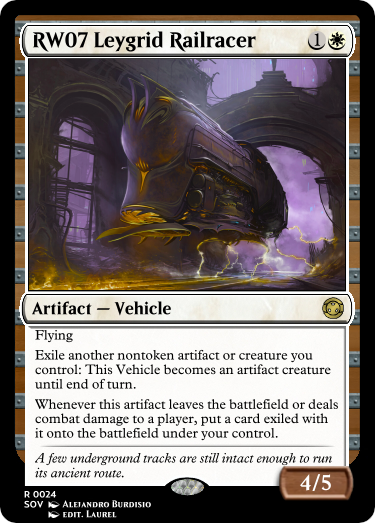 RW07 Leygrid Railracer 1
Artifact — Vehicle
Flying
Exile another nontoken artifact or creature you
control: This Vehicle becomes an artifact creature
until end of turn.
Whenever this artifact leaves the battlefield or deals
combat damage to a player, put a card exiled with
it onto the battlefield under your control.
A few underground tracks are still intact enough to run
its ancient route.
4/5
R 0024
SOV Alejandro Burdisio
edit. Laurel